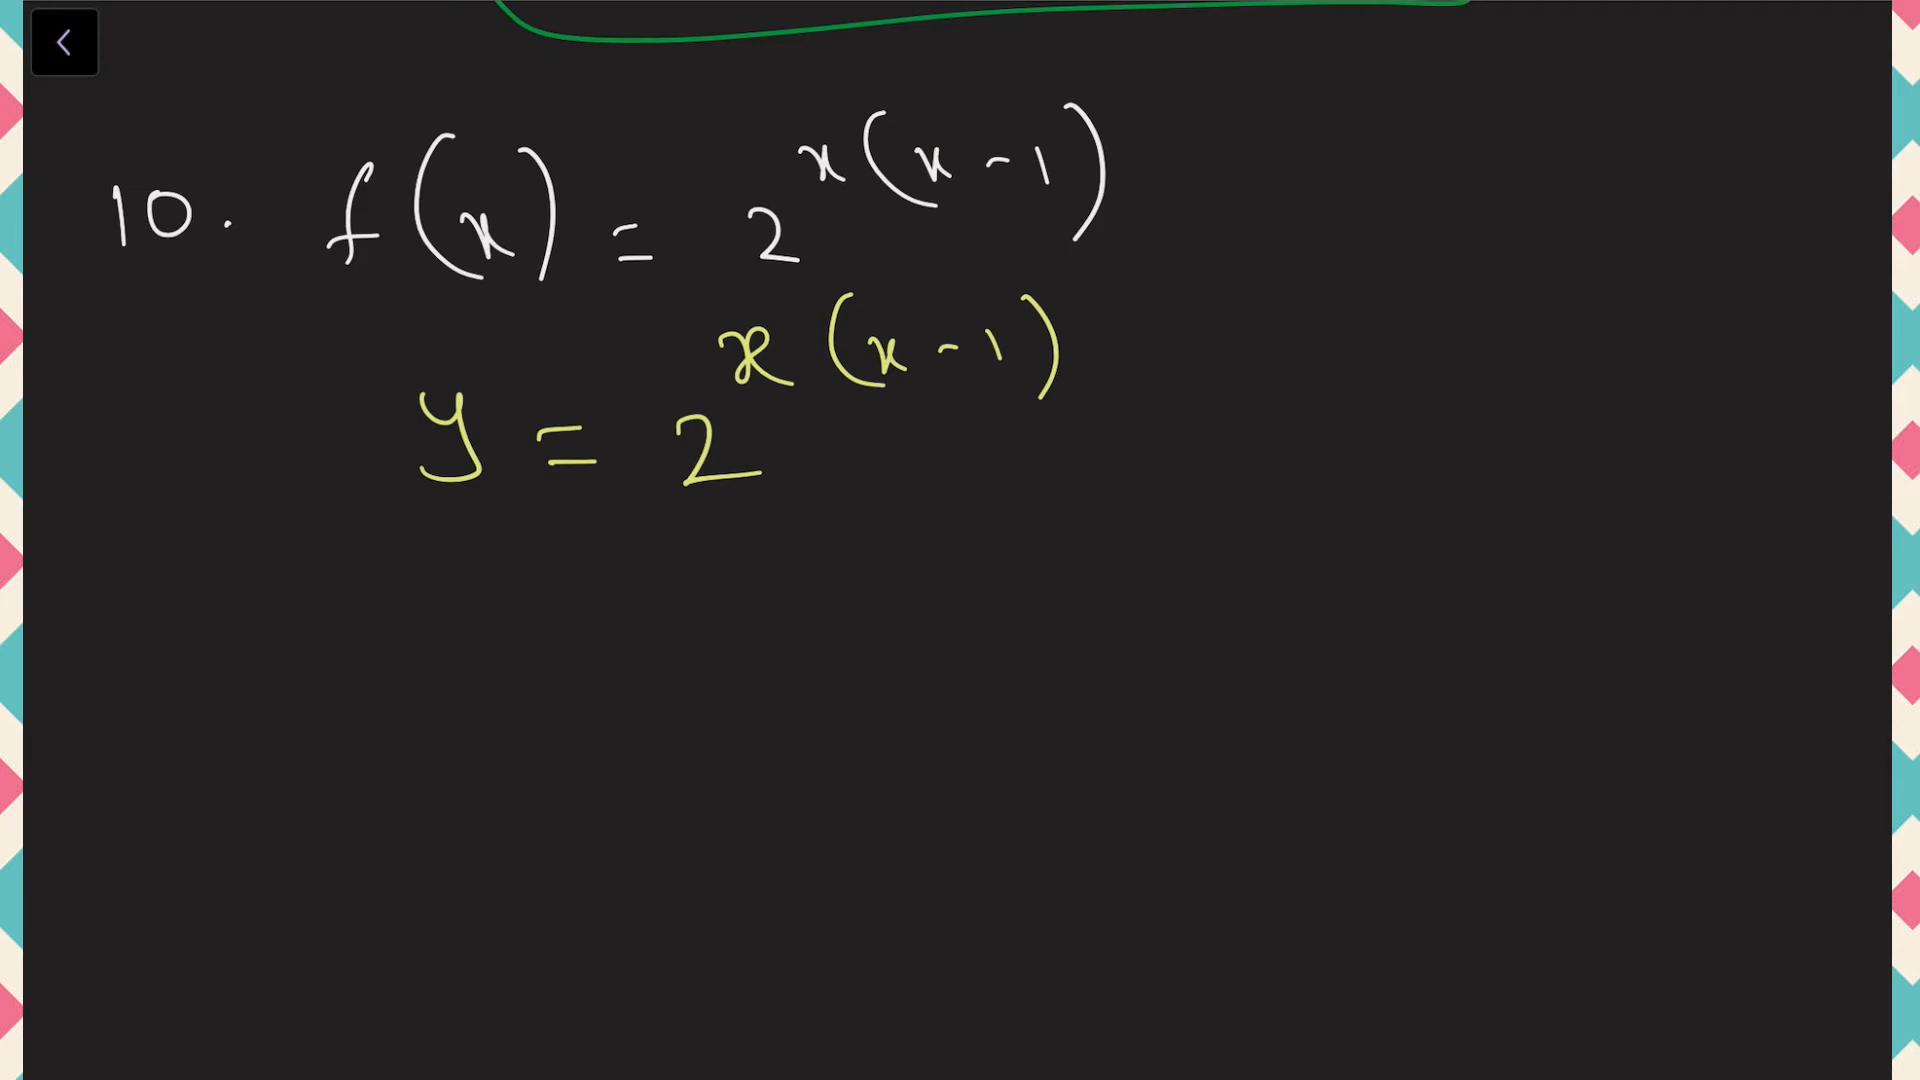 10. f(x) = 2^{x(x-1)}
y = 2^{x(x-1)}